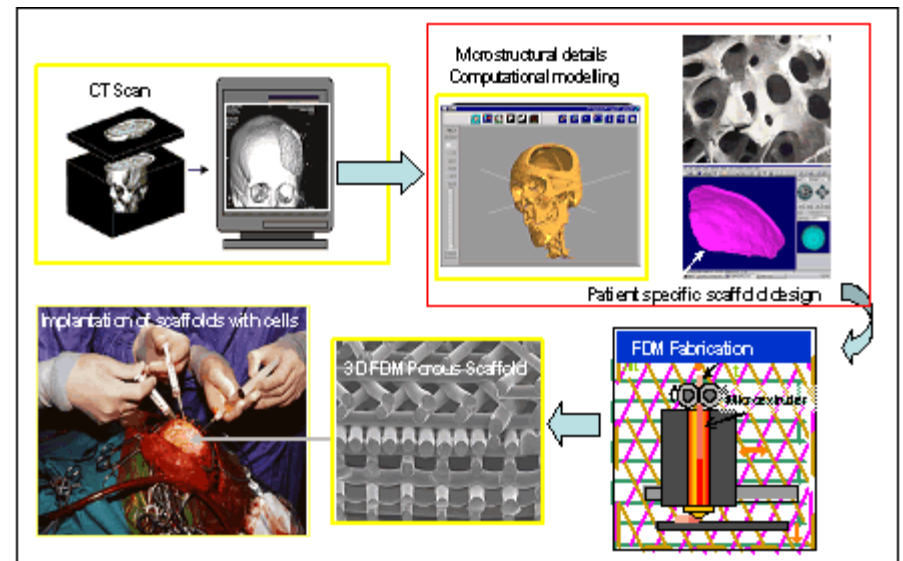 CT Scan
Microstructural details
Computational modelling
Patient specific scaffold design
FDM Fabrication
Microextruder
3D FDM Porous Scaffold
Implantation of scaffolds with cells